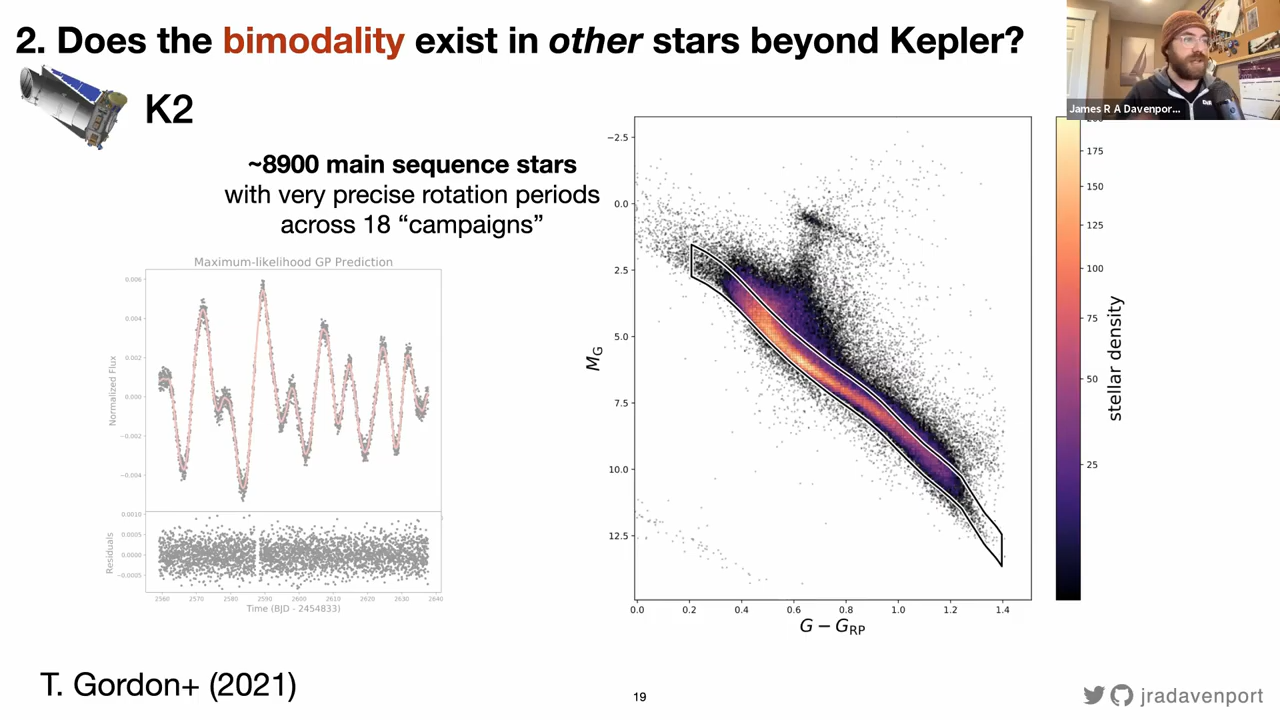 2. Does the bimodality exist in other stars beyond Kepler?
James R A Davenpor...
K2
~8900 main sequence stars
with very precise rotation periods
across 18 “campaigns”
Maximum-likelihood GP Prediction
0.006
0.004
0.002
0.000
−0.002
−0.004
Normalized Flux
0.0010
0.0005
0.0000
−0.0005
Residuals
2560 2570 2580 2590 2600 2610 2620 2630 2640
Time (BJD - 2454833)
−2.5
0.0
2.5
5.0
7.5
10.0
12.5
MG
0.0 0.2 0.4 0.6 0.8 1.0 1.2 1.4
G − GRP
175
150
125
100
75
50
25
stellar density
T. Gordon+ (2021)
19
jradavenport